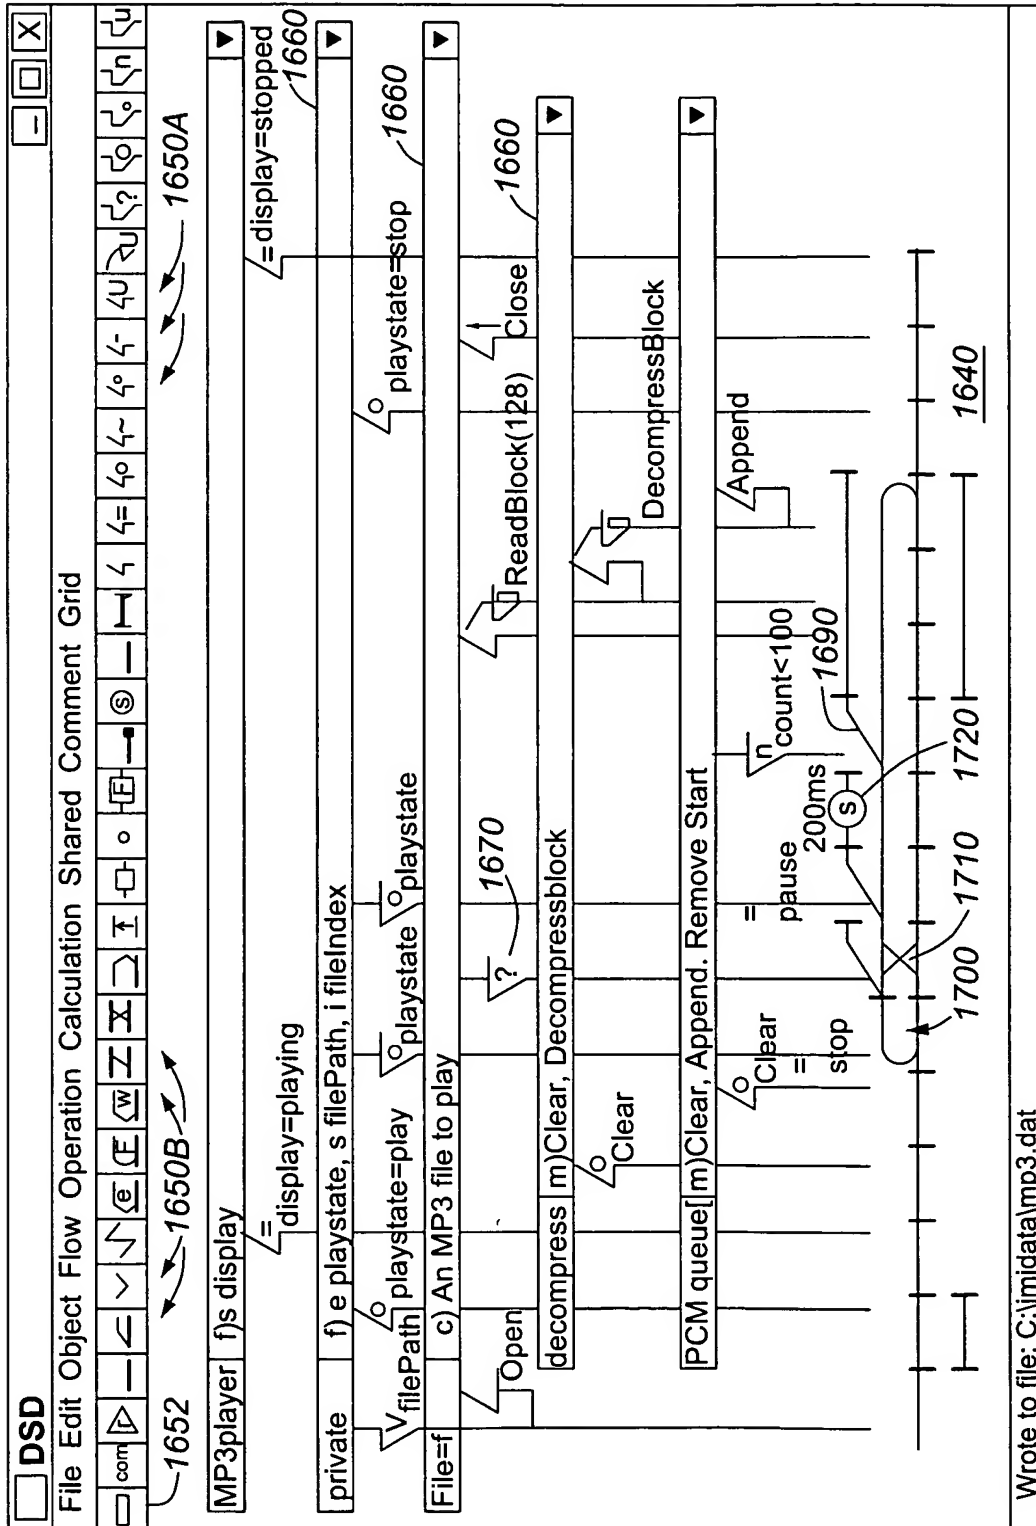 DSD
File Edit Object Flow Operation Calculation Shared Comment Grid
com r e F w F S ? n u
1652
1650B
1650A
MP3player f)s display
=display=playing
=display=stopped
1660
private f) e playstate, s filePath, i fileIndex
V filePath
playstate=play
playstate
playstate
playstate=stop
1660
File=f c) An MP3 file to play
Open
?
1670
ReadBlock(128)
Close
1660
decompress m)Clear, Decompressblock
Clear
DecompressBlock
PCM queue[ m)Clear, Append. Remove Start
Clear
= stop
= pause
200ms
n count<100
Append
S
1690
1700
1710
1720
1640
Wrote to file: C:\imidata\mp3.dat